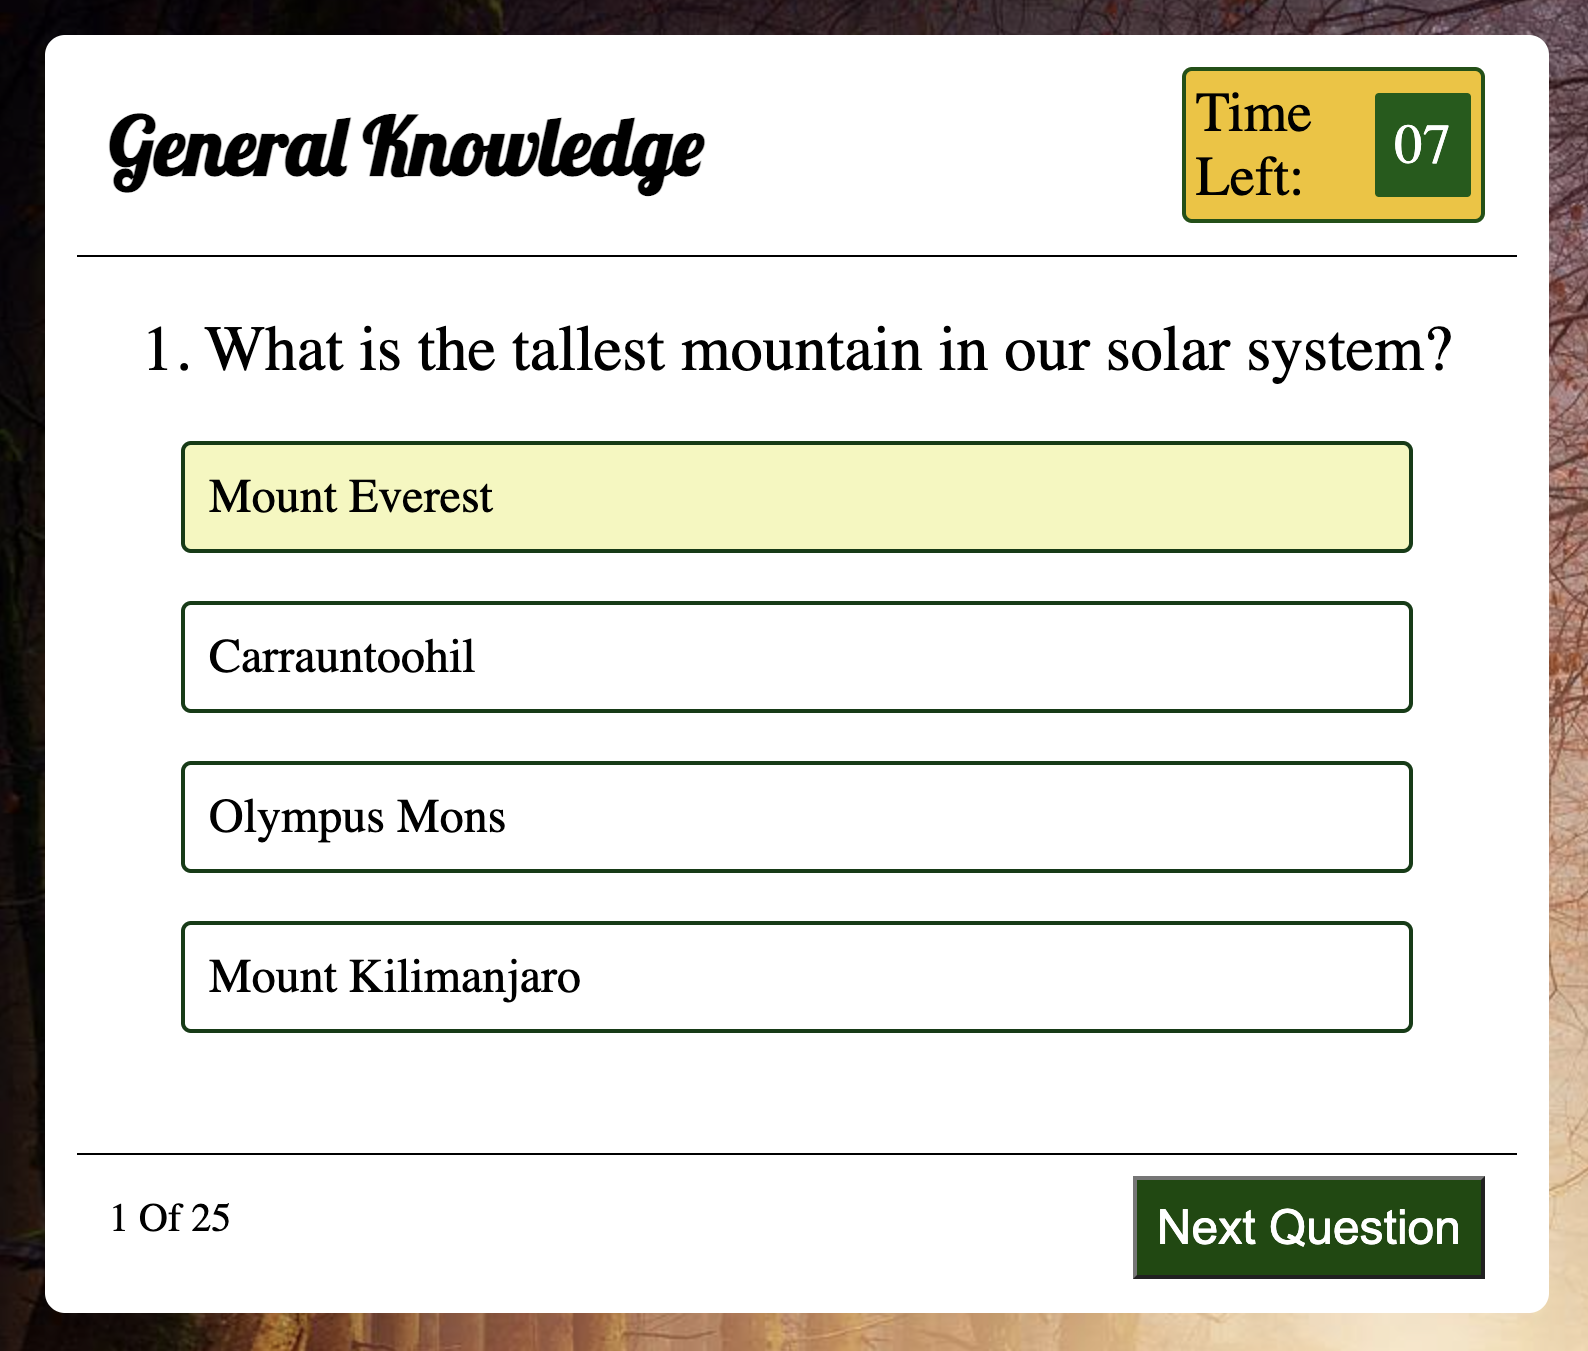 General Knowledge
Time
Left:
07
1. What is the tallest mountain in our solar system?
Mount Everest
Carrauntoohil
Olympus Mons
Mount Kilimanjaro
1 Of 25
Next Question